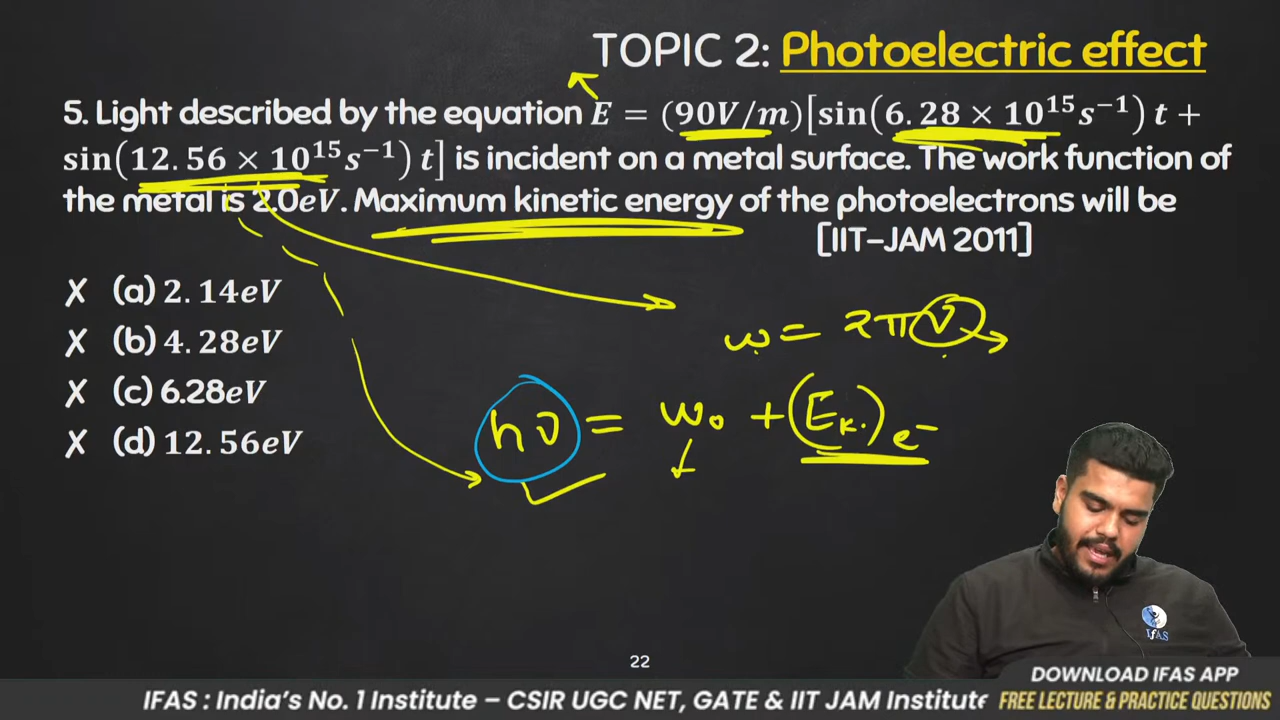 TOPIC 2: Photoelectric effect
5. Light described by the equation E = (90V/m)[sin(6.28 × 10¹⁵s⁻¹) t +
sin(12.56 × 10¹⁵s⁻¹) t] is incident on a metal surface. The work function of
the metal is 2.0eV. Maximum kinetic energy of the photoelectrons will be
[IIT–JAM 2011]
X (a) 2.14eV
X (b) 4.28eV
X (c) 6.28eV
X (d) 12.56eV
ω = 2πν
hν = ω₀ + (Eₖ.)e⁻
IFAS
22
DOWNLOAD IFAS APP
IFAS : India's No. 1 Institute – CSIR UGC NET, GATE & IIT JAM Institute
FREE LECTURE & PRACTICE QUESTIONS